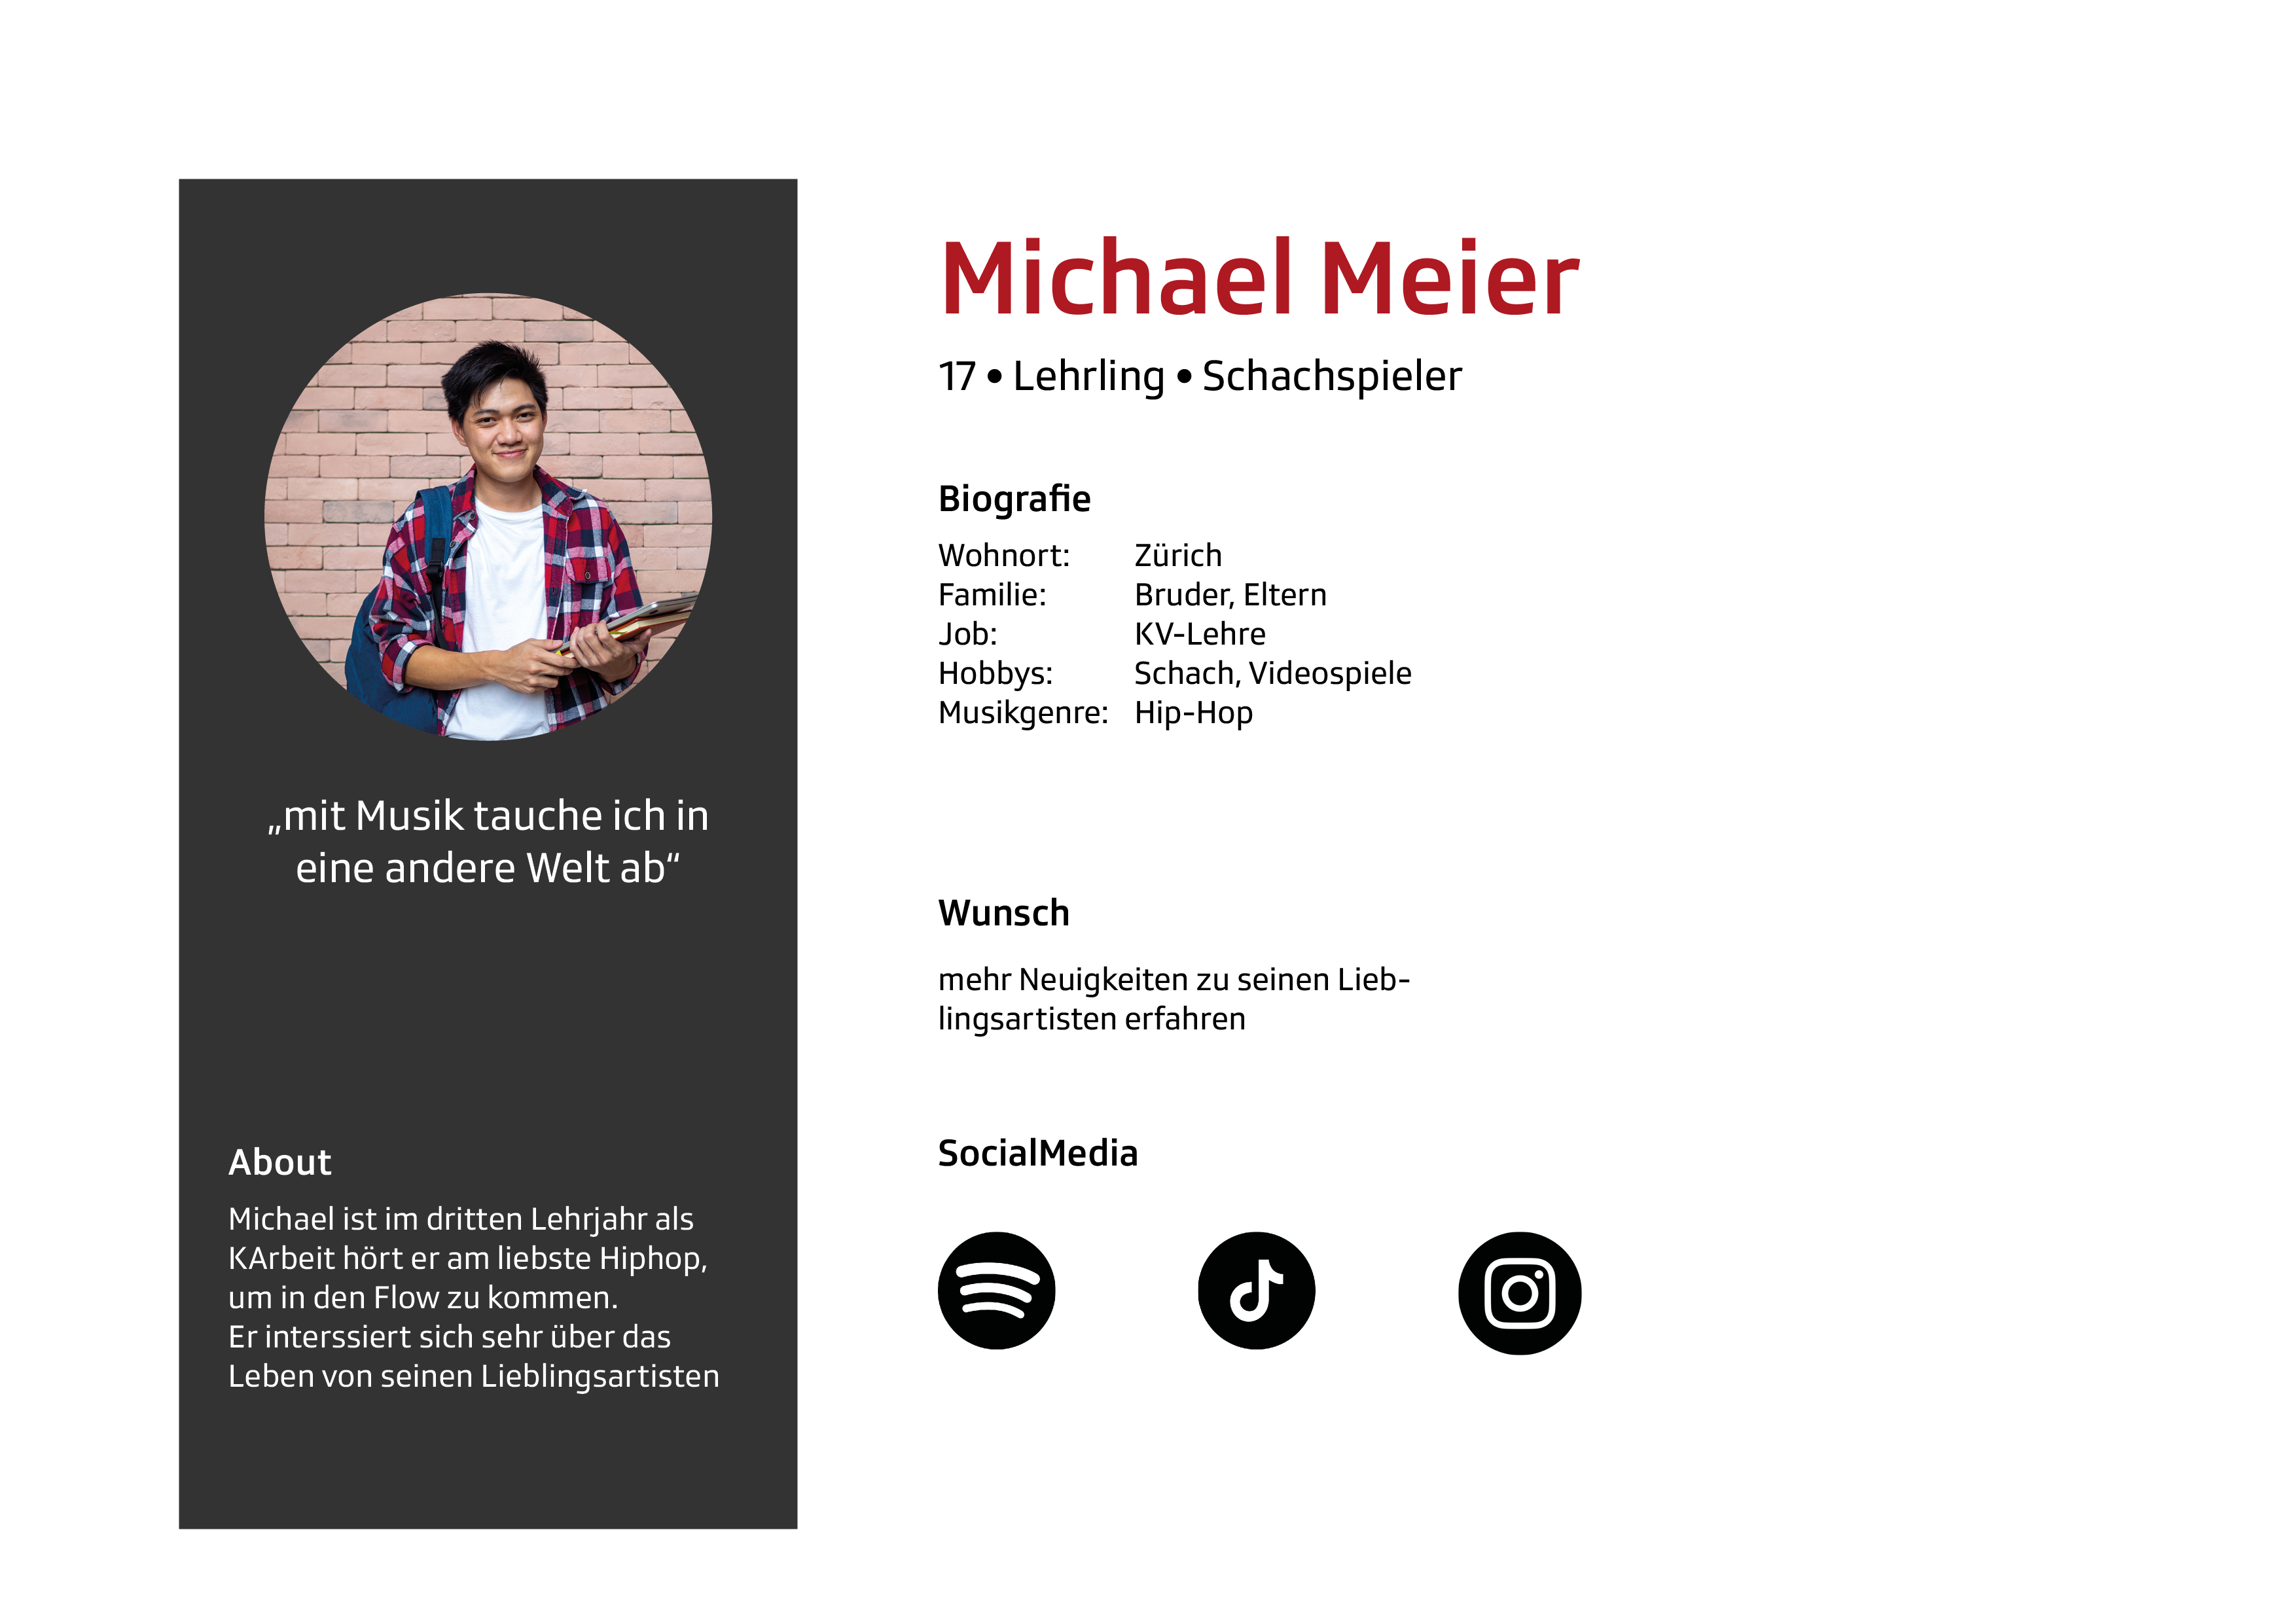 „mit Musik tauche ich in
eine andere Welt ab“
About
Michael ist im dritten Lehrjahr als
KArbeit hört er am liebste Hiphop,
um in den Flow zu kommen.
Er interssiert sich sehr über das
Leben von seinen Lieblingsartisten
Michael Meier
17 • Lehrling • Schachspieler
Biografie
Wohnort: Zürich
Familie: Bruder, Eltern
Job: KV-Lehre
Hobbys: Schach, Videospiele
Musikgenre: Hip-Hop
Wunsch
mehr Neuigkeiten zu seinen Lieb-
lingsartisten erfahren
SocialMedia